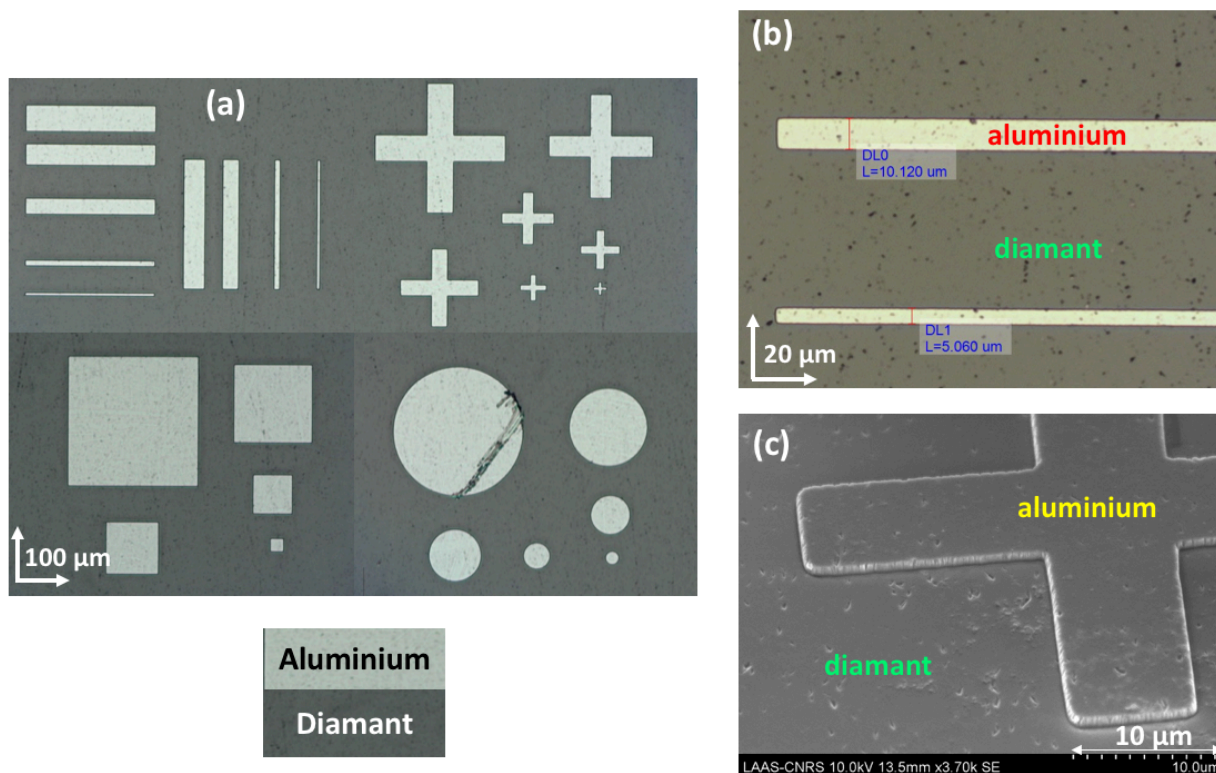 (a)
100 µm
Aluminium
Diamant
(b)
aluminium
DL0
L=10.120 um
diamant
DL1
L=5.060 um
20 µm
(c)
aluminium
diamant
10 µm
LAAS-CNRS 10.0kV 13.5mm x3.70k SE
10.0um